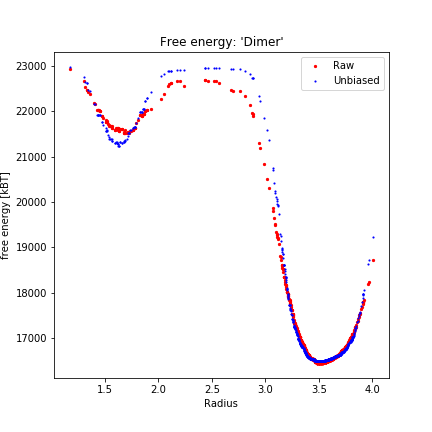 Free energy: 'Dimer'
Raw
Unbiased
free energy [kBT]
23000
22000
21000
20000
19000
18000
17000
1.5 2.0 2.5 3.0 3.5 4.0
Radius